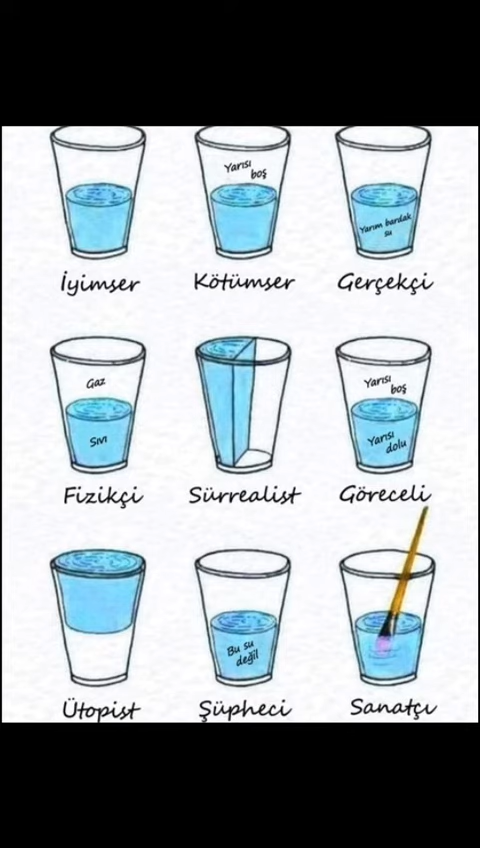 Yarısı
boş
Yarım bardak
su
İyimser
Kötümser
Gerçekçi
Gaz
Sıvı
Yarısı
boş
Yarısı
dolu
Fizikçi
Sürrealist
Göreceli
Bu su
değil
Ütopist
Şüpheci
Sanatçı